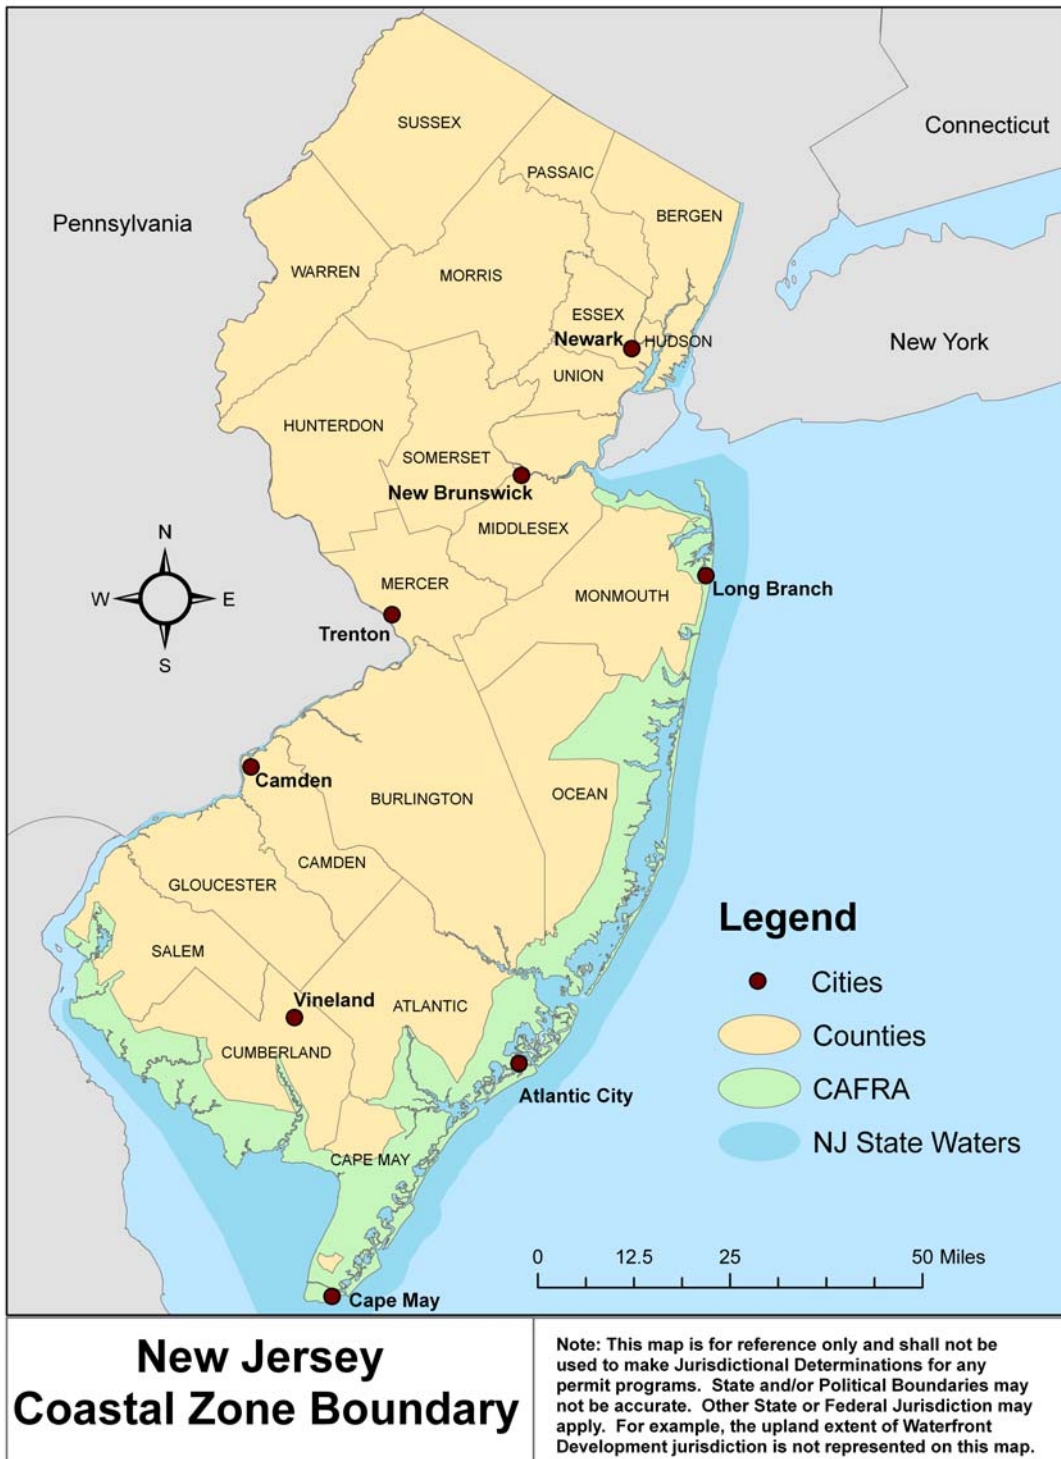 Connecticut
SUSSEX
PASSAIC
Pennsylvania
BERGEN
WARREN
MORRIS
ESSEX
Newark
HUDSON
New York
UNION
HUNTERDON
SOMERSET
New Brunswick
MIDDLESEX
N
W
E
S
MERCER
MONMOUTH
Long Branch
Trenton
Camden
BURLINGTON
OCEAN
CAMDEN
GLOUCESTER
SALEM
Vineland
ATLANTIC
CUMBERLAND
Atlantic City
CAPE MAY
Cape May
Legend
Cities
Counties
CAFRA
NJ State Waters
0 12.5 25 50 Miles
New Jersey
Coastal Zone Boundary
Note: This map is for reference only and shall not be
used to make Jurisdictional Determinations for any
permit programs. State and/or Political Boundaries may
not be accurate. Other State or Federal Jurisdiction may
apply. For example, the upland extent of Waterfront
Development jurisdiction is not represented on this map.